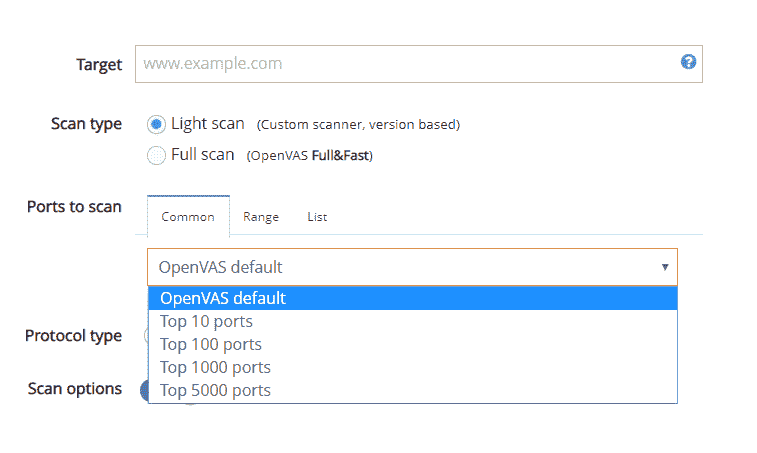 Target www.example.com ?
Scan type Light scan (Custom scanner, version based)
Full scan (OpenVAS Full&Fast)
Ports to scan Common Range List
OpenVAS default
OpenVAS default
Top 10 ports
Top 100 ports
Top 1000 ports
Top 5000 ports
Protocol type
Scan options